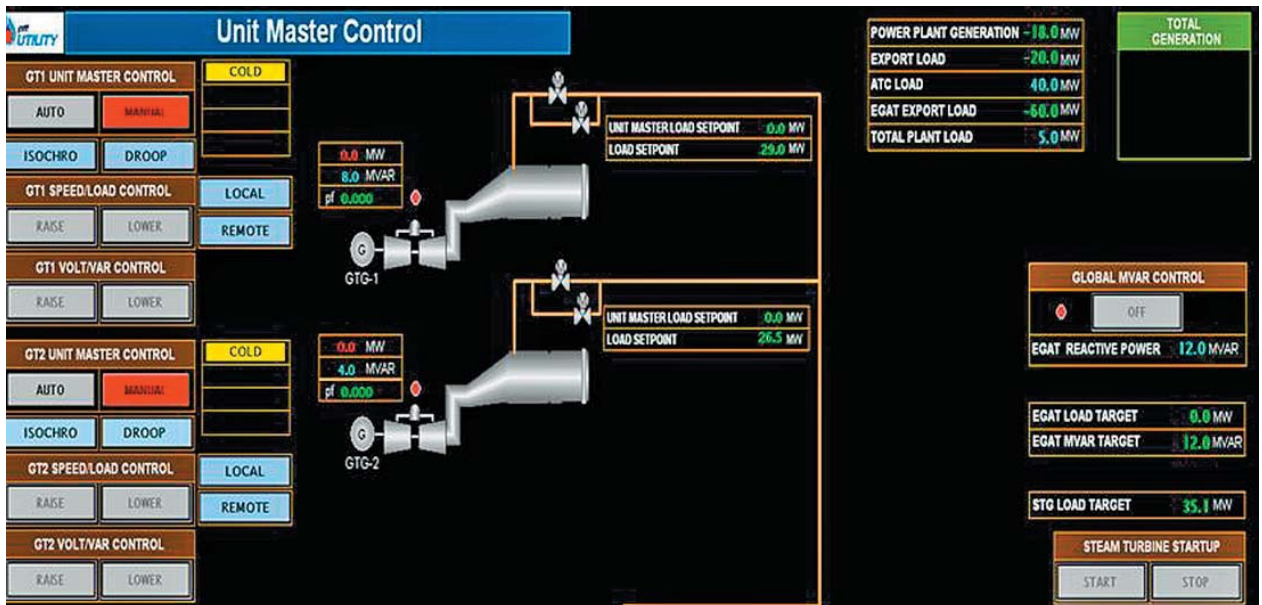 ptt
UTILITY
Unit Master Control
POWER PLANT GENERATION -18.0 MW
EXPORT LOAD -20.0 MW
ATC LOAD 40.0 MW
EGAT EXPORT LOAD -60.0 MW
TOTAL PLANT LOAD 5.0 MW
TOTAL
GENERATION
GT1 UNIT MASTER CONTROL
COLD
AUTO MANUAL
ISOCHRO DROOP
GT1 SPEED/LOAD CONTROL
LOCAL
RAISE LOWER
REMOTE
GT1 VOLT/VAR CONTROL
RAISE LOWER
0.0 MW
8.0 MVAR
pf 0.000
G
GTG-1
UNIT MASTER LOAD SETPOINT 0.0 MW
LOAD SETPOINT 29.0 MW
GT2 UNIT MASTER CONTROL
COLD
AUTO MANUAL
ISOCHRO DROOP
GT2 SPEED/LOAD CONTROL
LOCAL
RAISE LOWER
REMOTE
GT2 VOLT/VAR CONTROL
RAISE LOWER
0.0 MW
4.0 MVAR
pf 0.000
G
GTG-2
UNIT MASTER LOAD SETPOINT 0.0 MW
LOAD SETPOINT 26.5 MW
GLOBAL MVAR CONTROL
OFF
EGAT REACTIVE POWER 12.0 MVAR
EGAT LOAD TARGET 0.0 MW
EGAT MVAR TARGET 12.0 MVAR
STG LOAD TARGET 35.1 MW
STEAM TURBINE STARTUP
START STOP